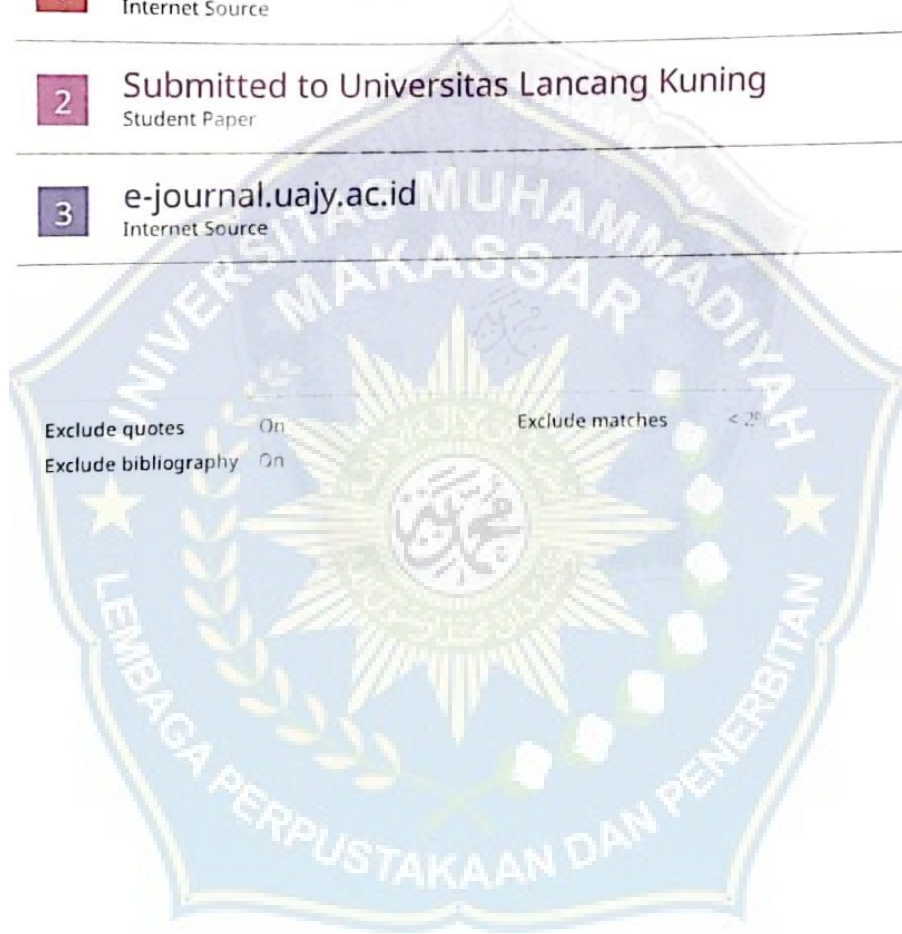 Internet Source
2
Submitted to Universitas Lancang Kuning
Student Paper
3
e-journal.uajy.ac.id
Internet Source
UNIVERSITAS MUHAMMADIYAH
MAKASSAR
Exclude quotes On
Exclude matches
Exclude bibliography On
LEMBAGA PERPUSTAKAAN DAN PENERBITAN